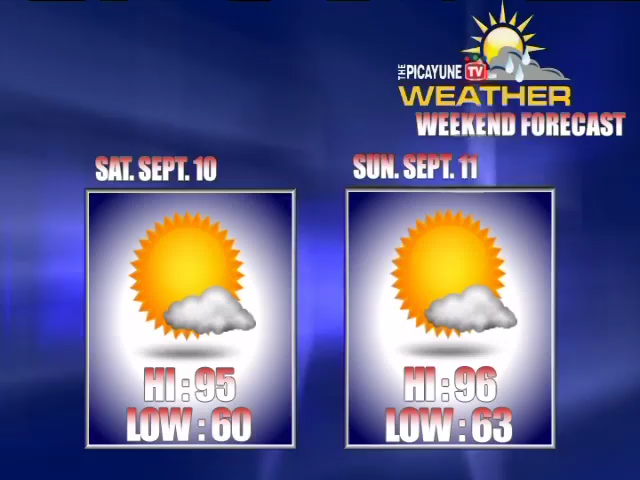 THE PICAYUNE TV
WEATHER
WEEKEND FORECAST
SAT. SEPT. 10
SUN. SEPT. 11
HI : 95
LOW : 60
HI : 96
LOW : 63